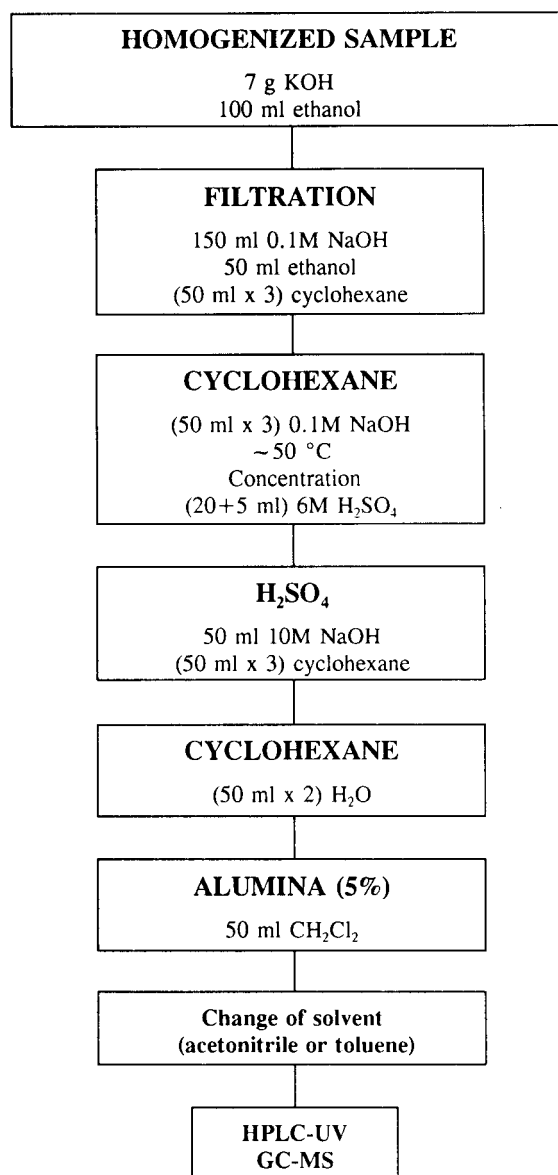 HOMOGENIZED SAMPLE
7 g KOH
100 ml ethanol
FILTRATION
150 ml 0.1M NaOH
50 ml ethanol
(50 ml x 3) cyclohexane
CYCLOHEXANE
(50 ml x 3) 0.1M NaOH
~50 °C
Concentration
(20+5 ml) 6M H₂SO₄
H₂SO₄
50 ml 10M NaOH
(50 ml x 3) cyclohexane
CYCLOHEXANE
(50 ml x 2) H₂O
ALUMINA (5%)
50 ml CH₂Cl₂
Change of solvent
(acetonitrile or toluene)
HPLC-UV
GC-MS